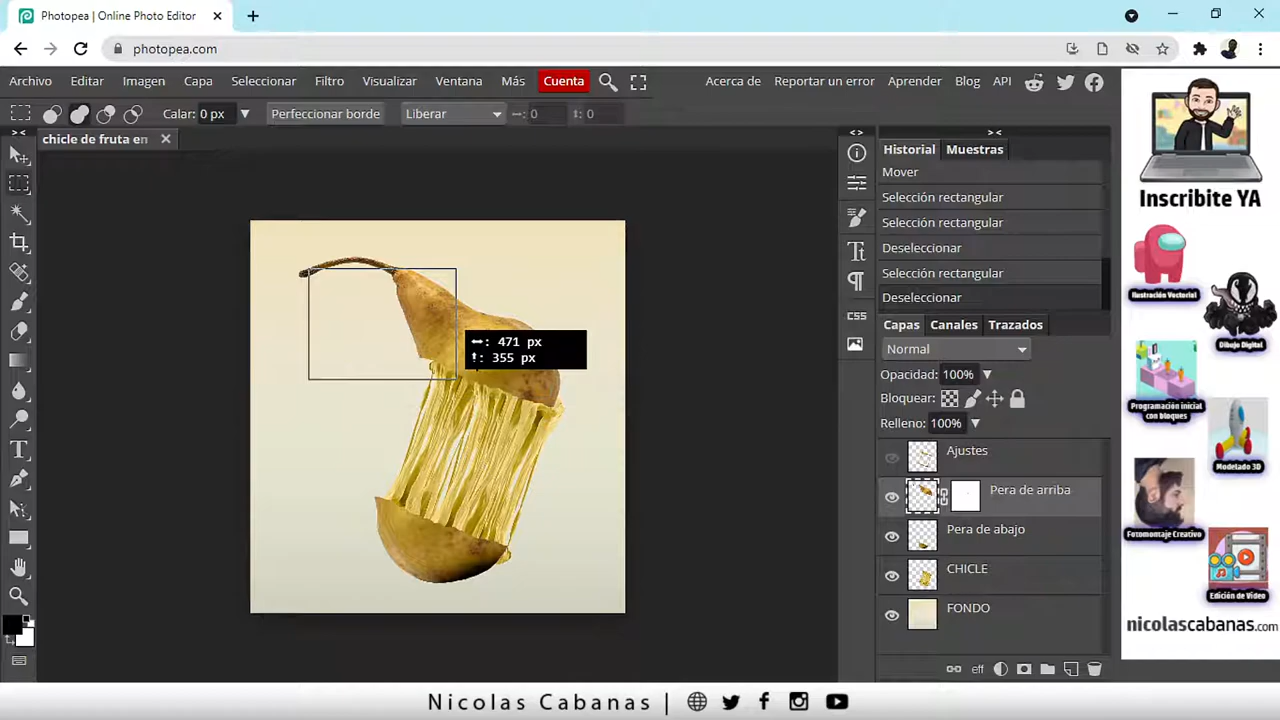 Photopea | Online Photo Editor
photopea.com
Archivo Editar Imagen Capa Seleccionar Filtro Visualizar Ventana Más Cuenta
Acerca de Reportar un error Aprender Blog API
Calar: 0 px Perfeccionar borde Liberar 0 0
chicle de fruta en
Historial Muestras
Mover
Selección rectangular
Selección rectangular
Deseleccionar
Selección rectangular
Deseleccionar
CSS
Capas Canales Trazados
Normal
Opacidad: 100%
Bloquear:
Relleno: 100%
Ajustes
Pera de arriba
Pera de abajo
CHICLE
FONDO
eff
: 471 px
: 355 px
Inscribite YA
Ilustración Vectorial
Dibujo Digital
Programación inicial
con bloques
Modelado 3D
Fotomontaje Creativo
Edición de Video
nicolascabanas.com
Nicolas Cabanas |